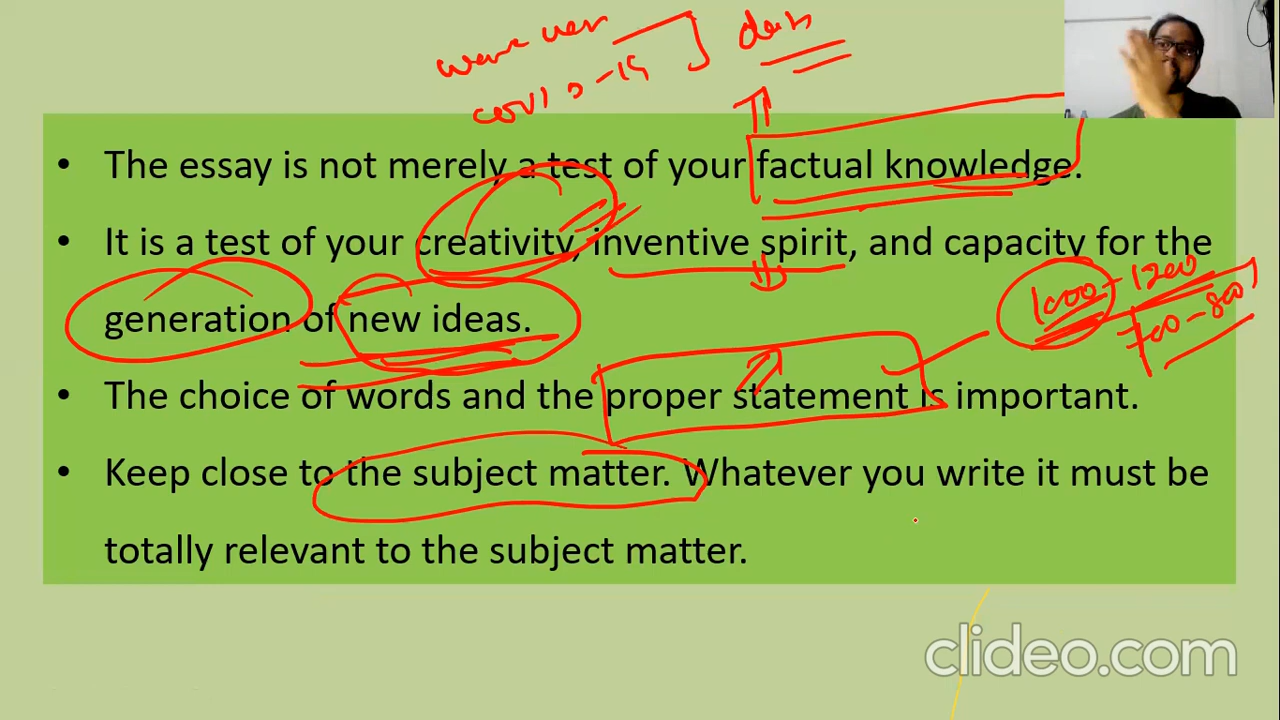 covid-19
• The essay is not merely a test of your factual knowledge.
• It is a test of your creativity, inventive spirit, and capacity for the
1000-1200
generation of new ideas.
700-800
• The choice of words and the proper statement is important.
• Keep close to the subject matter. Whatever you write it must be
totally relevant to the subject matter.
clideo.com